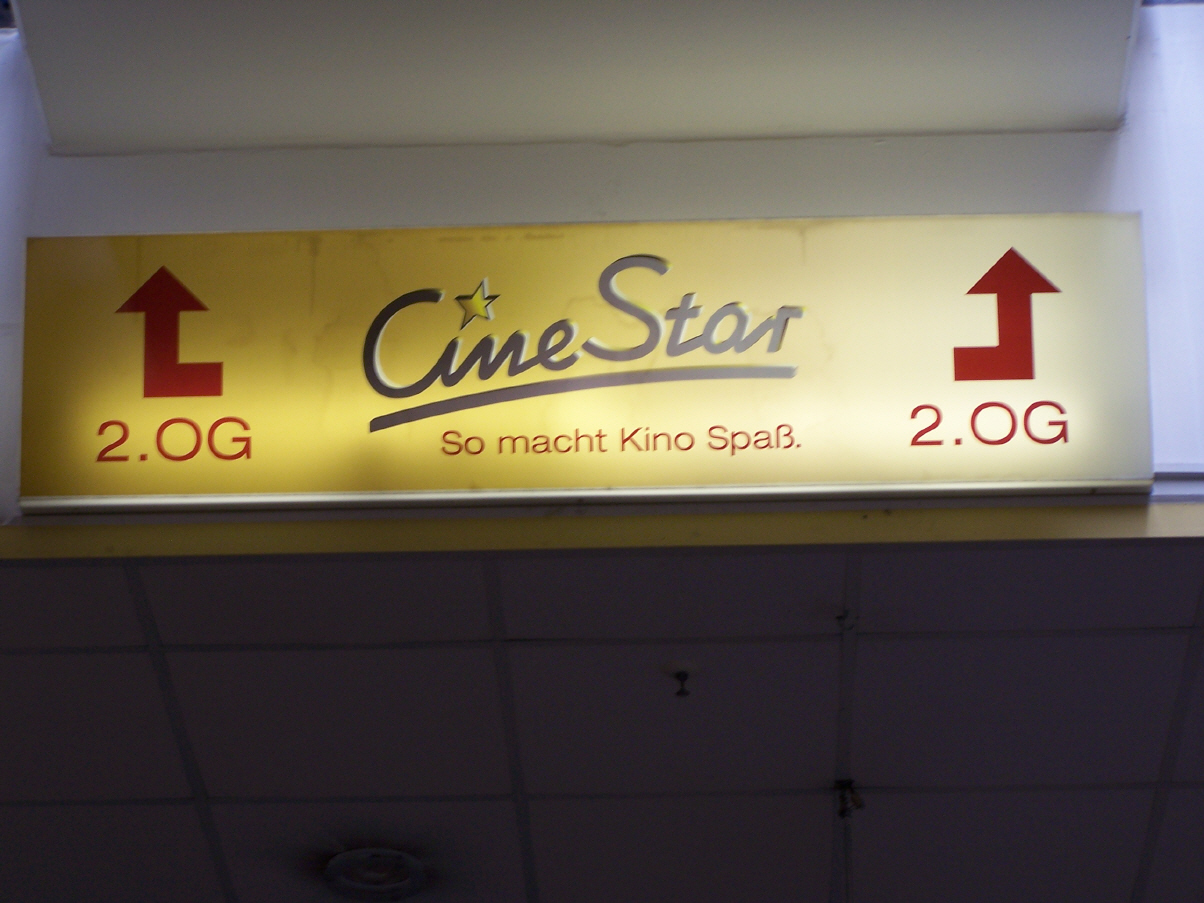 CineStar
So macht Kino Spaß.
2.OG
2.OG